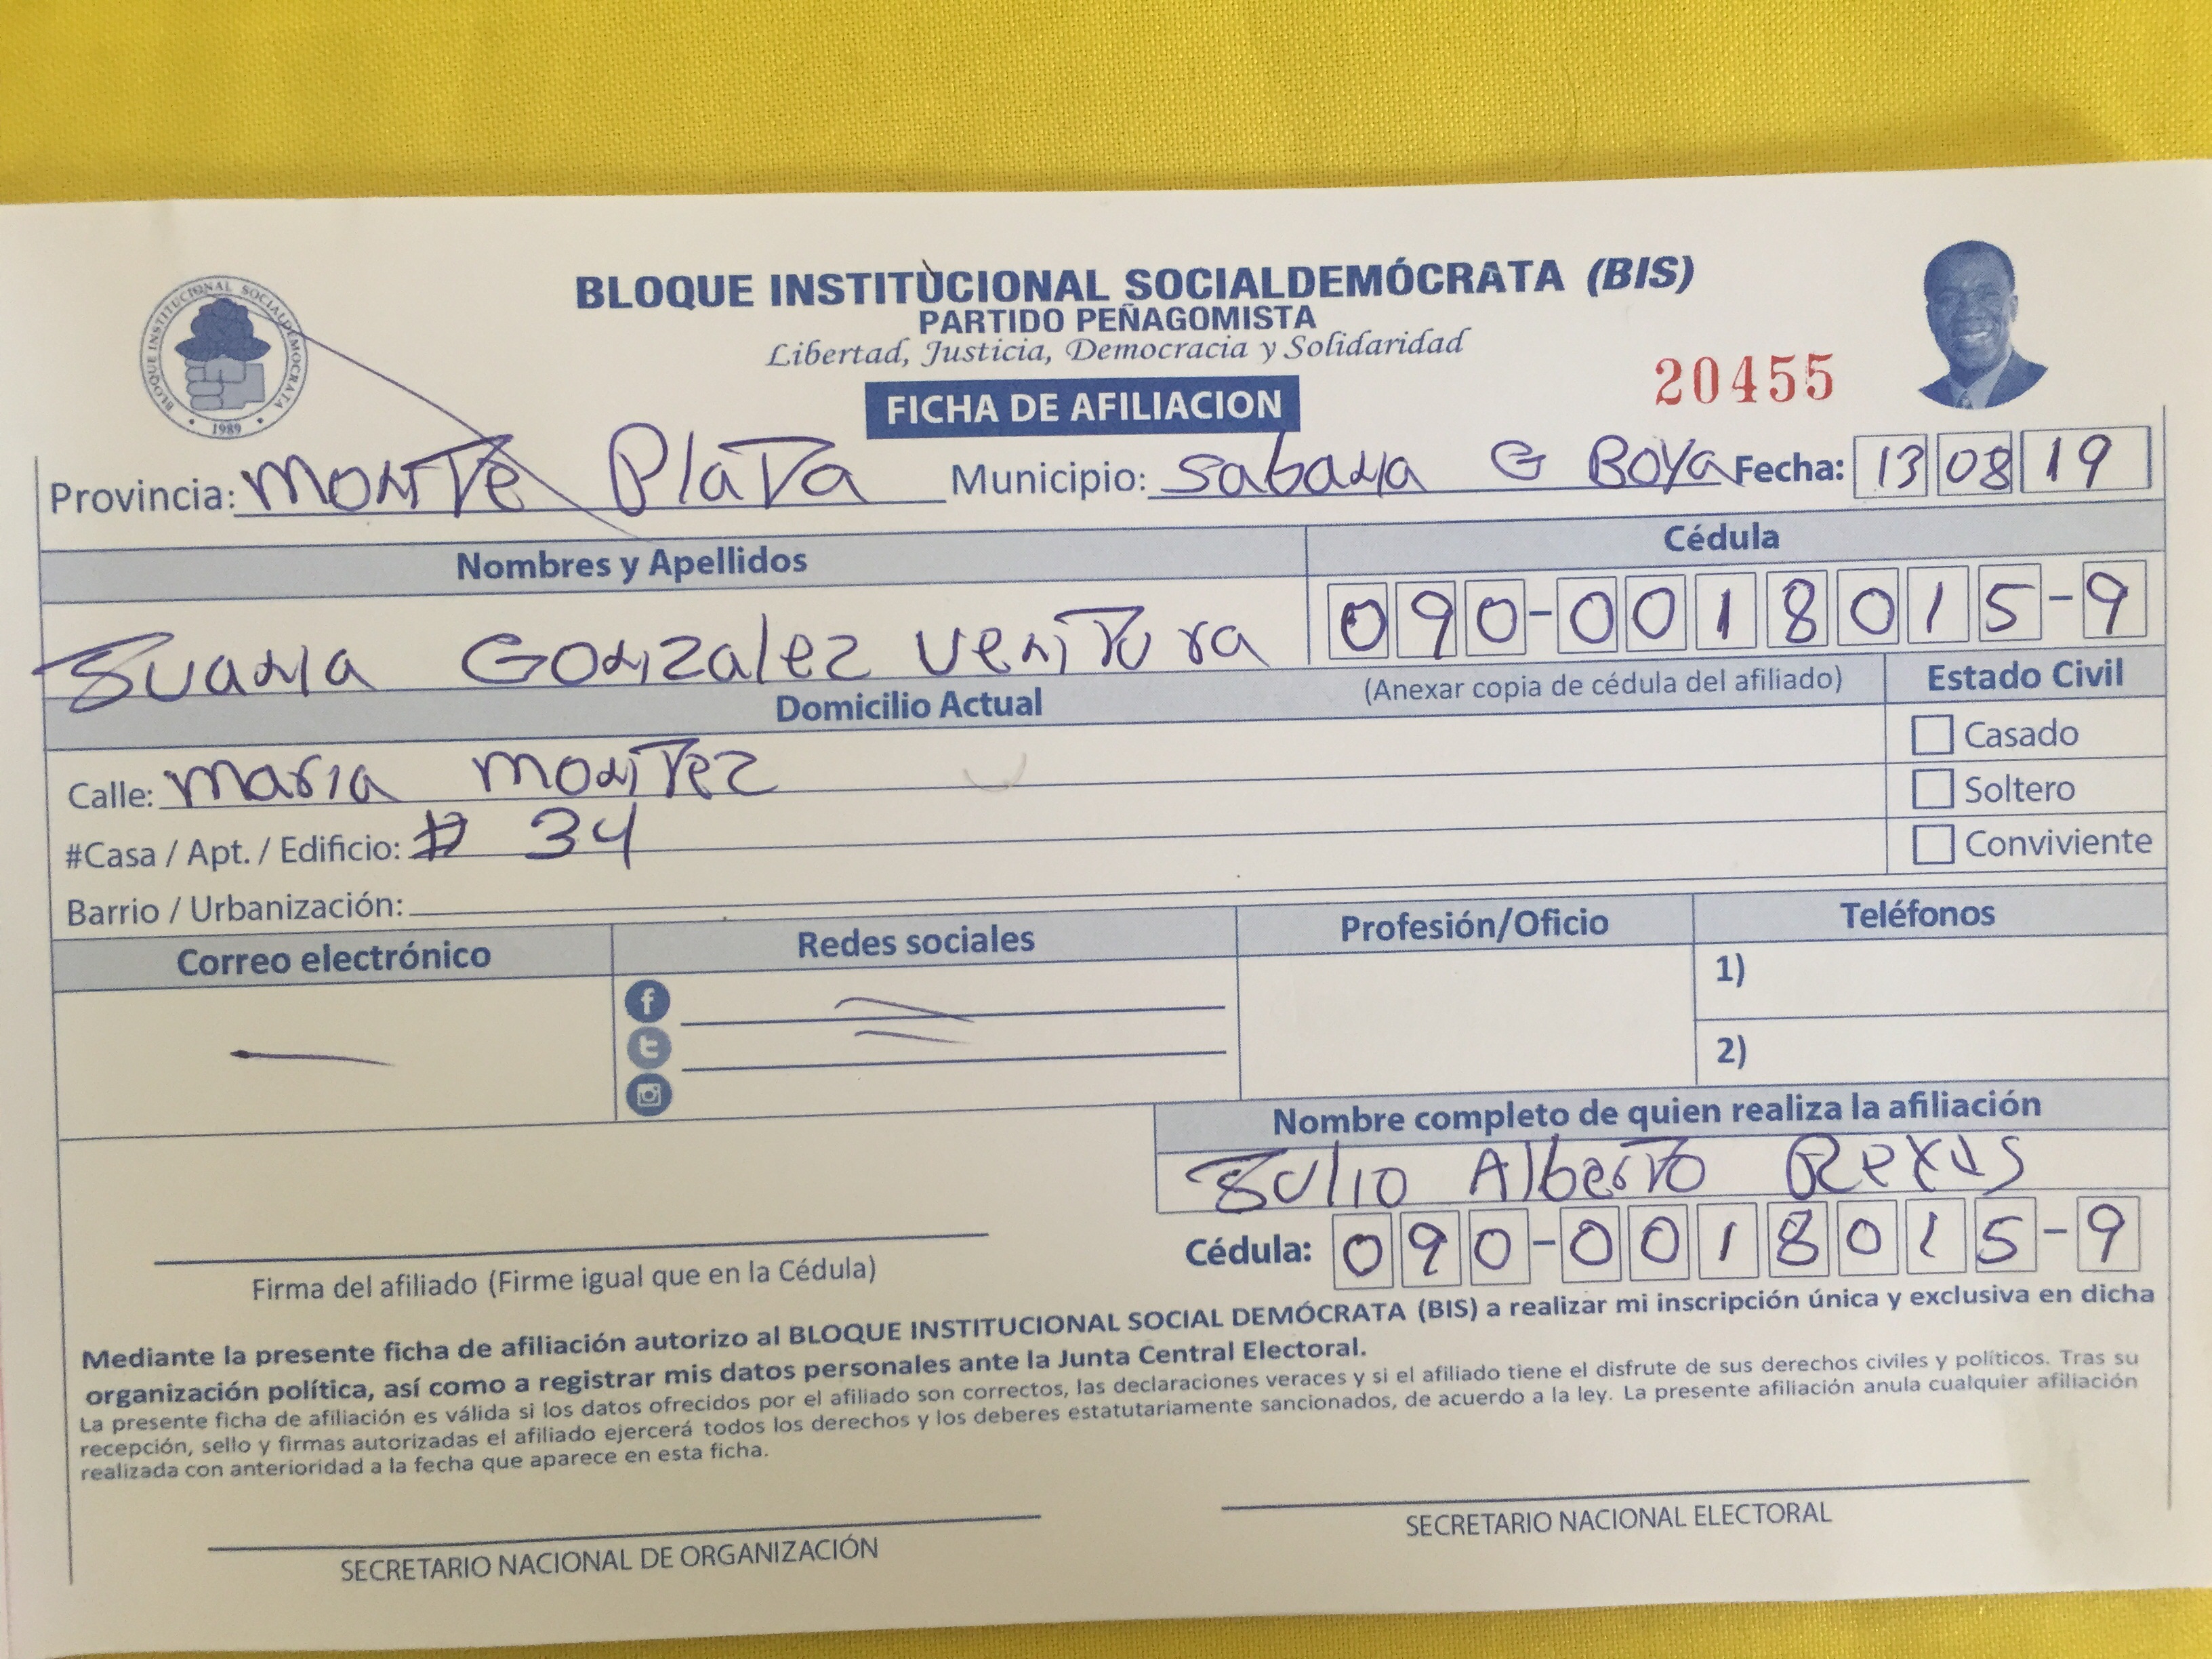 BLOQUE INSTITUCIONAL SOCIALDEMÓCRATA (BIS)
PARTIDO PEÑAGOMISTA
Libertad, Justicia, Democracia y Solidaridad
BLOQUE INSTITUCIONAL SOCIALDEMOCRATA
1989
20455
FICHA DE AFILIACION
Provincia: Monte Plata Municipio: Sabana G Boya Fecha: 13 08 19
Nombres y Apellidos Cédula
Juana Gonzalez Ventura 090-0018015-9
Domicilio Actual (Anexar copia de cédula del afiliado) Estado Civil
Calle: Maria Montez Casado
#Casa / Apt. / Edificio: # 34 Soltero
Conviviente
Barrio / Urbanización:
Correo electrónico Redes sociales Profesión/Oficio Teléfonos
1)
2)
Nombre completo de quien realiza la afiliación
Julio Alberto
Cédula: 090-0018015-9
Firma del afiliado (Firme igual que en la Cédula)
Mediante la presente ficha de afiliación autorizo al BLOQUE INSTITUCIONAL SOCIAL DEMÓCRATA (BIS) a realizar mi inscripción única y exclusiva en dicha
organización política, así como a registrar mis datos personales ante la Junta Central Electoral.
La presente ficha de afiliación es válida si los datos ofrecidos por el afiliado son correctos, las declaraciones veraces y si el afiliado tiene el disfrute de sus derechos civiles y políticos. Tras su
recepción, sello y firmas autorizadas el afiliado ejercerá todos los derechos y los deberes estatutariamente sancionados, de acuerdo a la ley. La presente afiliación anula cualquier afiliación
realizada con anterioridad a la fecha que aparece en esta ficha.
SECRETARIO NACIONAL DE ORGANIZACIÓN SECRETARIO NACIONAL ELECTORAL